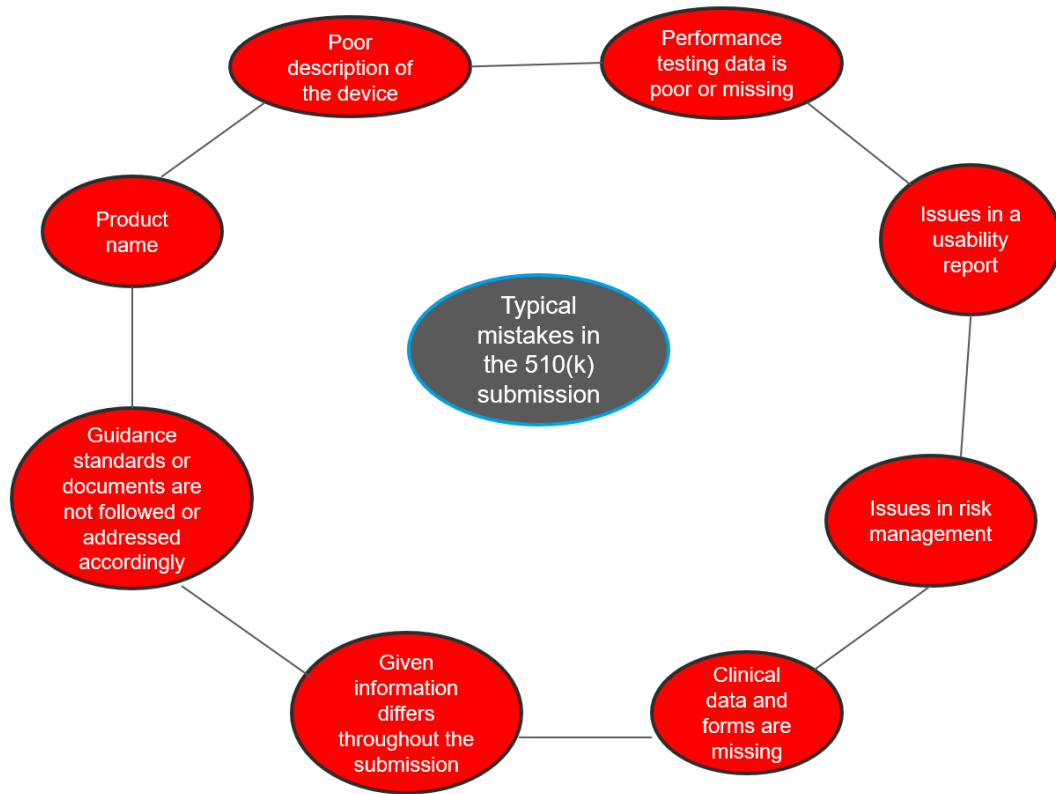 Poor
description of
the device
Performance
testing data is
poor or missing
Issues in a
usability
report
Issues in risk
management
Clinical
data and
forms are
missing
Given
information
differs
throughout the
submission
Guidance
standards or
documents are
not followed or
addressed
accordingly
Product
name
Typical
mistakes in
the 510(k)
submission